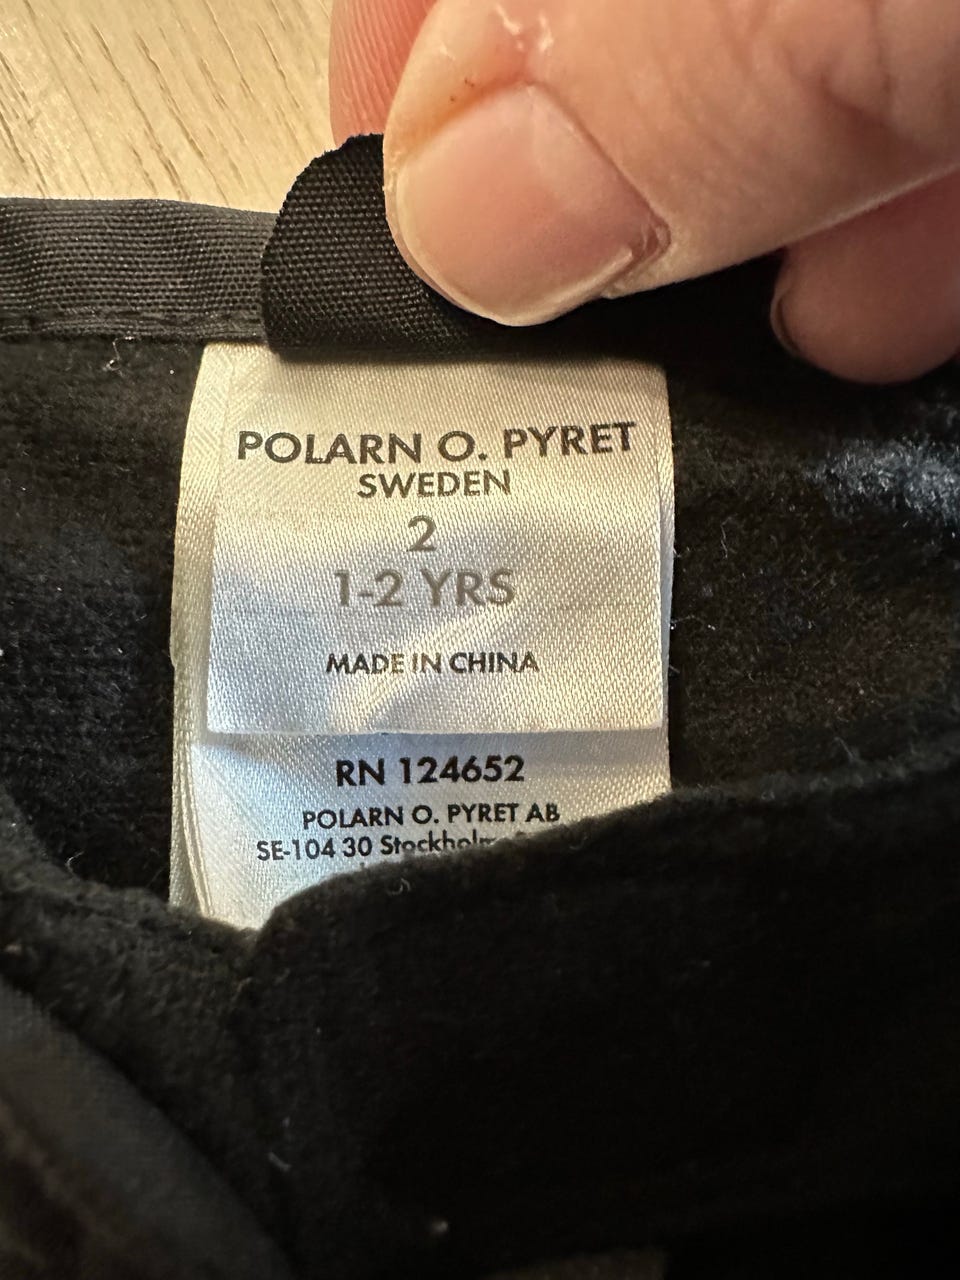 POLARN O. PYRET
SWEDEN
2
1-2 YRS
MADE IN CHINA
RN 124652
POLARN O. PYRET AB
SE-104 30